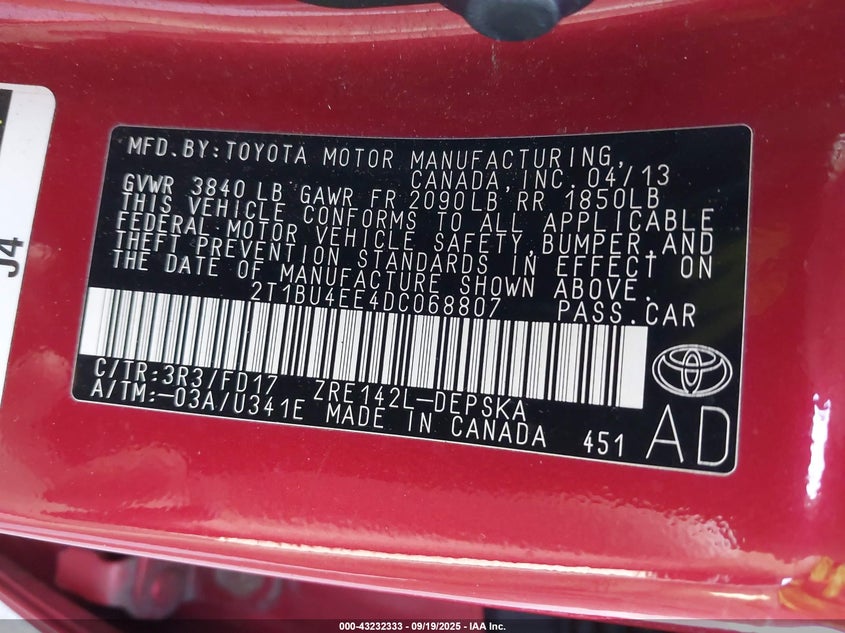 MFD.BY:TOYOTA MOTOR MANUFACTURING,
CANADA, INC. 04/13
GVWR 3840 LB GAWR FR 2090LB RR 1850LB
THIS VEHICLE CONFORMS TO ALL APPLICABLE
FEDERAL MOTOR VEHICLE SAFETY, BUMPER, AND
THEFT PREVENTION STANDARDS IN EFFECT ON
THE DATE OF MANUFACTURE SHOWN ABOVE.
2T1BU4EE4DC068807 PASS.CAR
C/TR:3R3/FD17 ZRE142L-DEPSKA
A/TM:-03A/U341E MADE IN CANADA 451
AD
J4
000-43232333 - 09/19/2025 - IAA Inc.